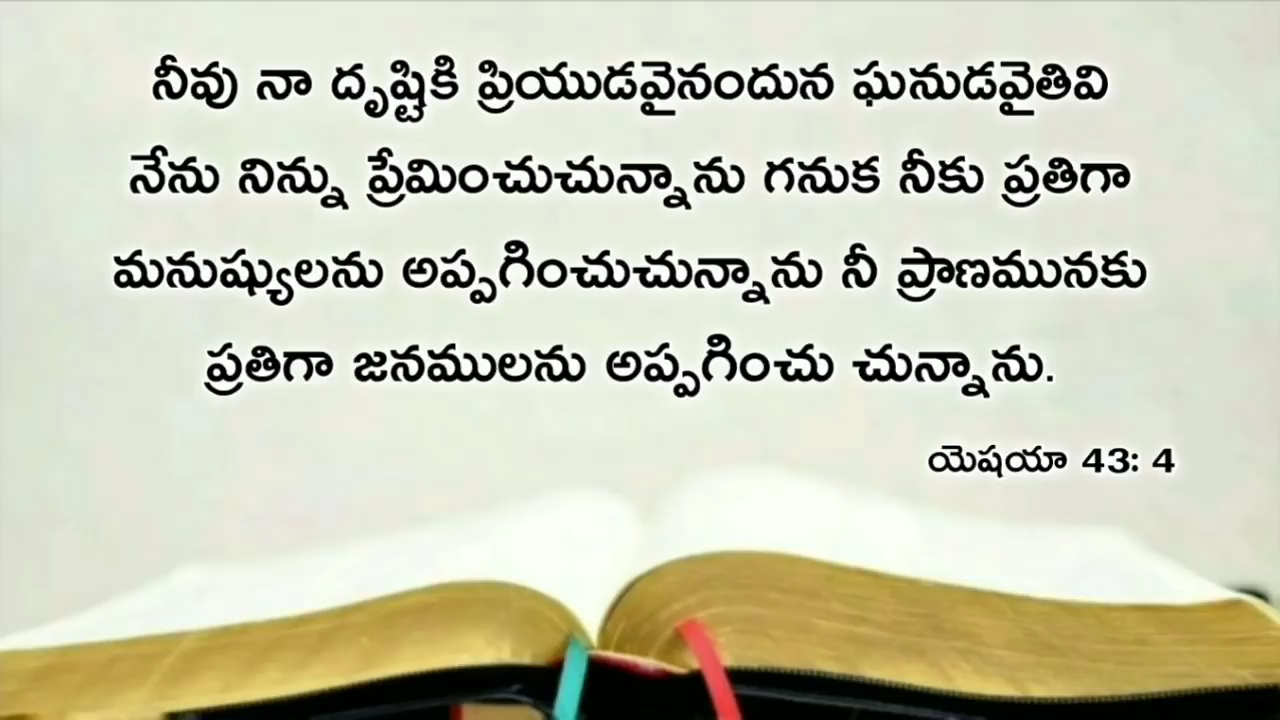 నీవు నా దృష్టికి ప్రియుడవైనందున ఘనుడవైతివి
నేను నిన్ను ప్రేమించుచున్నాను గనుక నీకు ప్రతిగా
మనుష్యులను అప్పగించుచున్నాను నీ ప్రాణమునకు
ప్రతిగా జనములను అప్పగించు చున్నాను.
యెషయా 43: 4